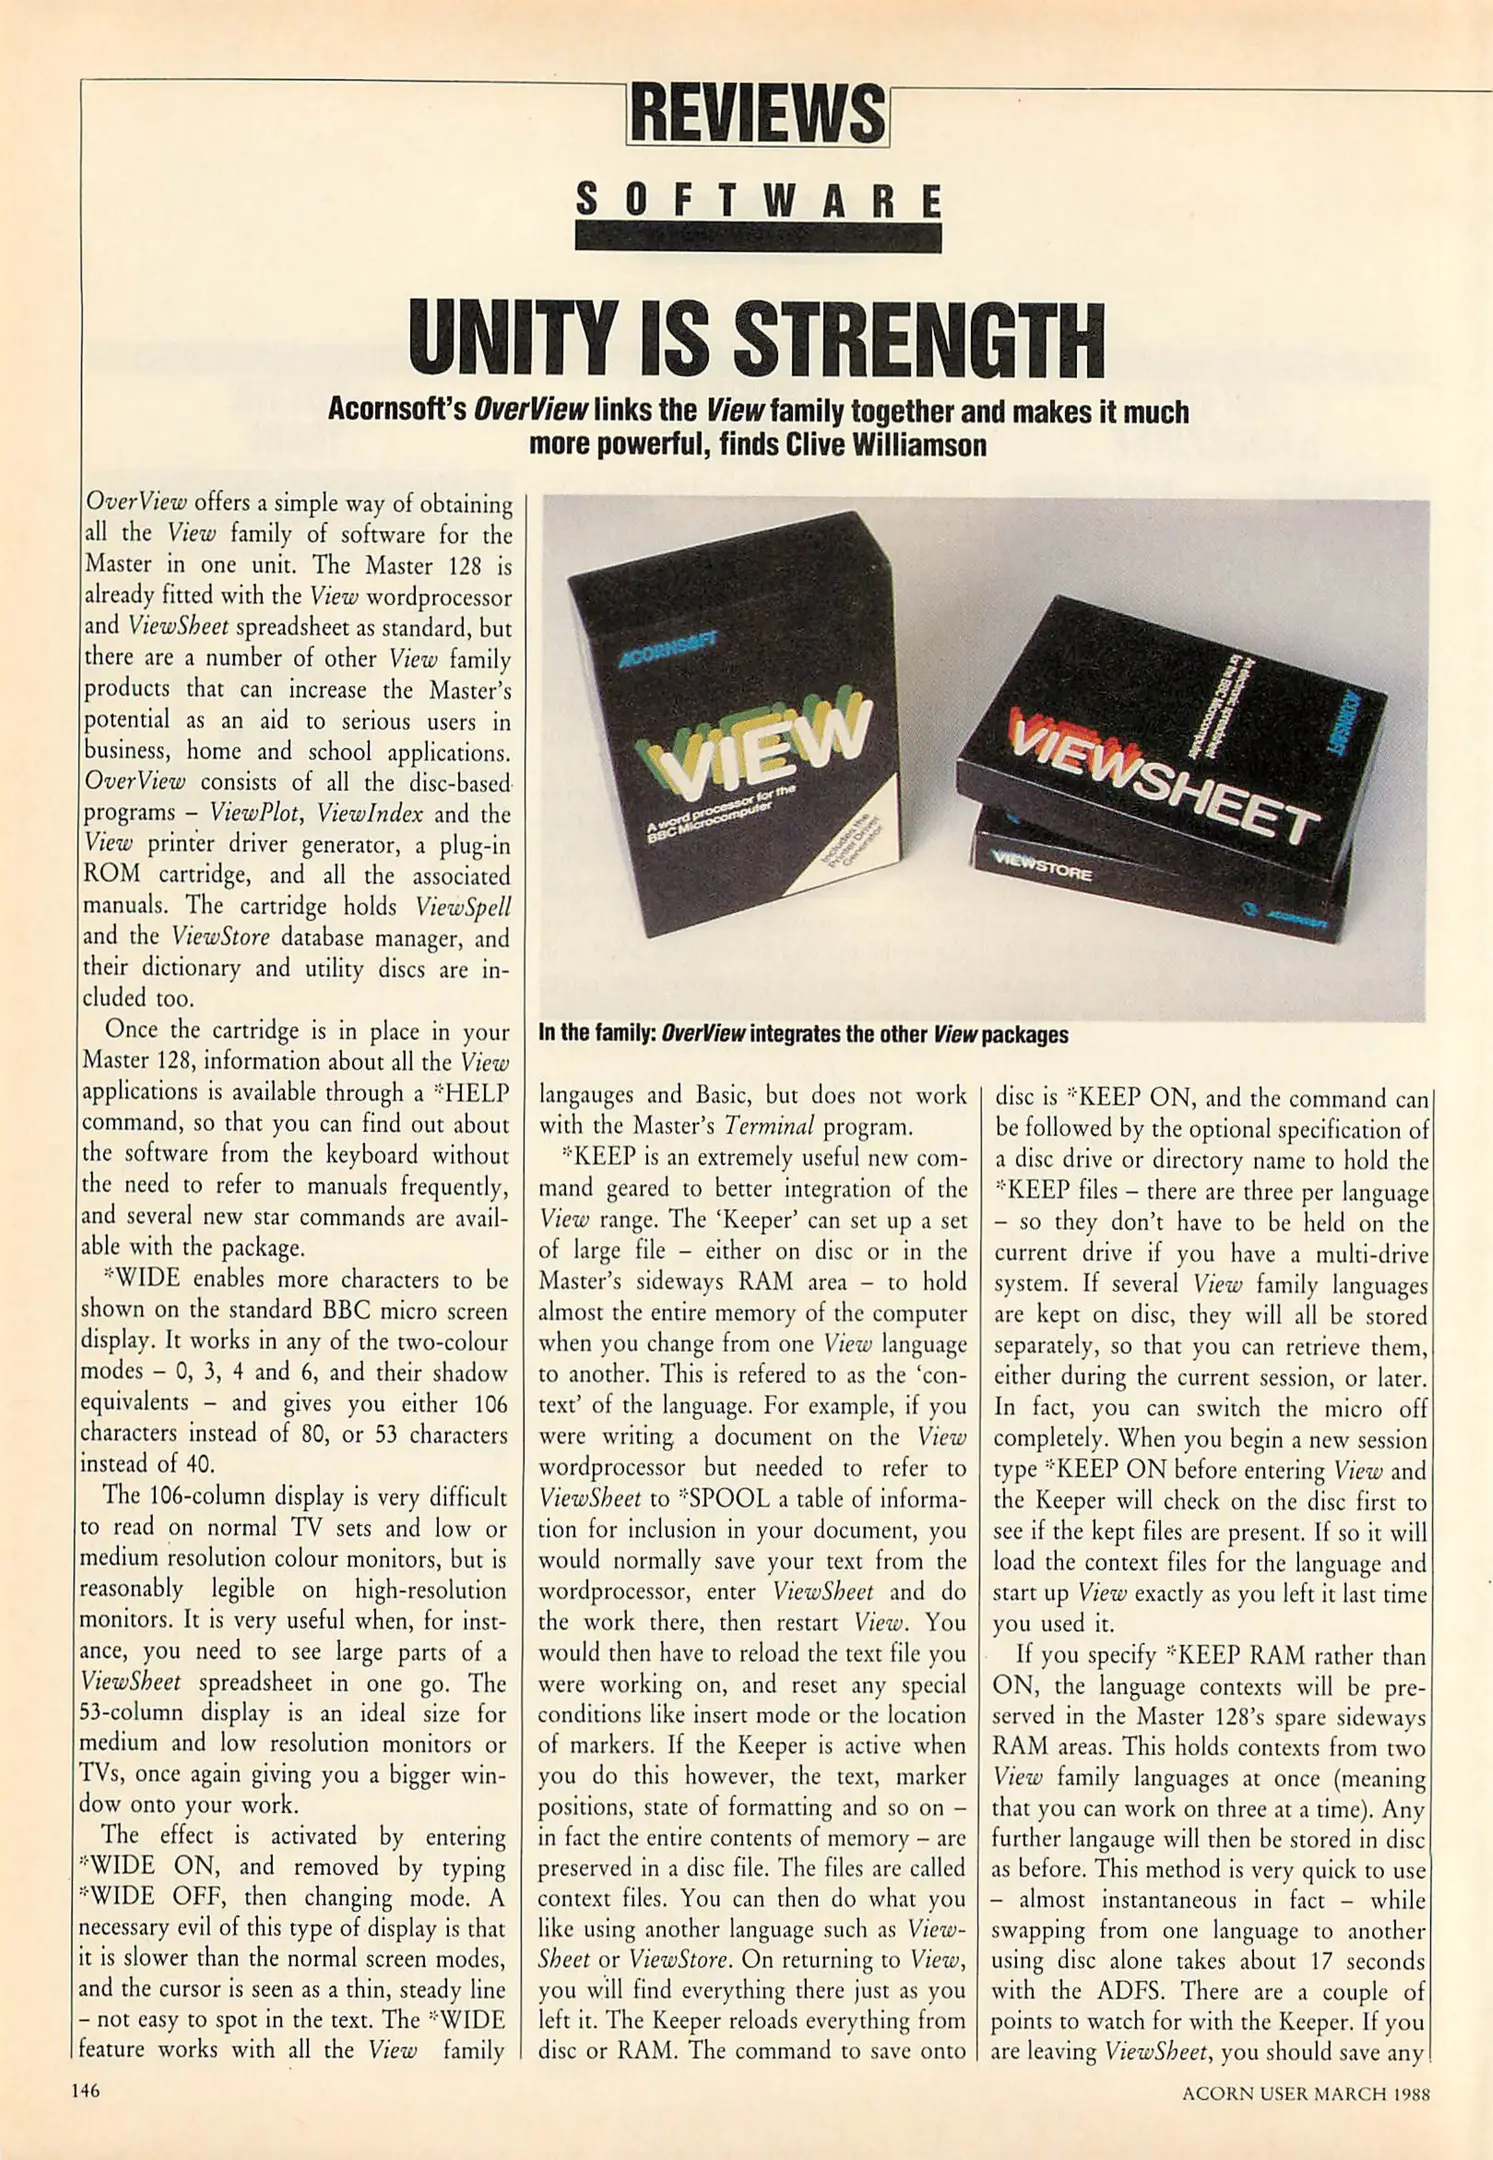 REVIEWS
SOFTWARE
UNITY IS STRENGTH
Acornsoft's OverView links the View family together and makes it much
more powerful, finds Clive Williamson
OverView offers a simple way of obtaining
all the View family of software for the
Master in one unit. The Master 128 is
already fitted with the View wordprocessor
and ViewSheet spreadsheet as standard, but
there are a number of other View family
products that can increase the Master's
potential as an aid to serious users in
business, home and school applications.
OverView consists of all the disc-based
programs – ViewPlot, ViewIndex and the
View printer driver generator, a plug-in
ROM cartridge, and all the associated
manuals. The cartridge holds ViewSpell
and the ViewStore database manager, and
their dictionary and utility discs are in-
cluded too.
Once the cartridge is in place in your
Master 128, information about all the View
applications is available through a *HELP
command, so that you can find out about
the software from the keyboard without
the need to refer to manuals frequently,
and several new star commands are avail-
able with the package.
*WIDE enables more characters to be
shown on the standard BBC micro screen
display. It works in any of the two-colour
modes – 0, 3, 4 and 6, and their shadow
equivalents – and gives you either 106
characters instead of 80, or 53 characters
instead of 40.
The 106-column display is very difficult
to read on normal TV sets and low or
medium resolution colour monitors, but is
reasonably legible on high-resolution
monitors. It is very useful when, for inst-
ance, you need to see large parts of a
ViewSheet spreadsheet in one go. The
53-column display is an ideal size for
medium and low resolution monitors or
TVs, once again giving you a bigger win-
dow onto your work.
The effect is activated by entering
*WIDE ON, and removed by typing
*WIDE OFF, then changing mode. A
necessary evil of this type of display is that
it is slower than the normal screen modes,
and the cursor is seen as a thin, steady line
– not easy to spot in the text. The *WIDE
feature works with all the View family
ACORNSOFT
VIEW
A word processor for the
BBC Microcomputer
Includes the
Printer Driver
Generator
ACORNSOFT
An electronic spreadsheet
for the BBC Microcomputer
VIEWSHEET
VIEWSTORE
ACORNSOFT
In the family: OverView integrates the other View packages
langauges and Basic, but does not work
with the Master's Terminal program.
*KEEP is an extremely useful new com-
mand geared to better integration of the
View range. The 'Keeper' can set up a set
of large file – either on disc or in the
Master's sideways RAM area – to hold
almost the entire memory of the computer
when you change from one View language
to another. This is refered to as the 'con-
text' of the language. For example, if you
were writing a document on the View
wordprocessor but needed to refer to
ViewSheet to *SPOOL a table of informa-
tion for inclusion in your document, you
would normally save your text from the
wordprocessor, enter ViewSheet and do
the work there, then restart View. You
would then have to reload the text file you
were working on, and reset any special
conditions like insert mode or the location
of markers. If the Keeper is active when
you do this however, the text, marker
positions, state of formatting and so on –
in fact the entire contents of memory – are
preserved in a disc file. The files are called
context files. You can then do what you
like using another language such as View-
Sheet or ViewStore. On returning to View,
you will find everything there just as you
left it. The Keeper reloads everything from
disc or RAM. The command to save onto
disc is *KEEP ON, and the command can
be followed by the optional specification of
a disc drive or directory name to hold the
*KEEP files – there are three per language
– so they don't have to be held on the
current drive if you have a multi-drive
system. If several View family languages
are kept on disc, they will all be stored
separately, so that you can retrieve them,
either during the current session, or later.
In fact, you can switch the micro off
completely. When you begin a new session
type *KEEP ON before entering View and
the Keeper will check on the disc first to
see if the kept files are present. If so it will
load the context files for the language and
start up View exactly as you left it last time
you used it.
If you specify *KEEP RAM rather than
ON, the language contexts will be pre-
served in the Master 128's spare sideways
RAM areas. This holds contexts from two
View family languages at once (meaning
that you can work on three at a time). Any
further langauge will then be stored in disc
as before. This method is very quick to use
– almost instantaneous in fact – while
swapping from one language to another
using disc alone takes about 17 seconds
with the ADFS. There are a couple of
points to watch for with the Keeper. If you
are leaving ViewSheet, you should save any
146
ACORN USER MARCH 1988